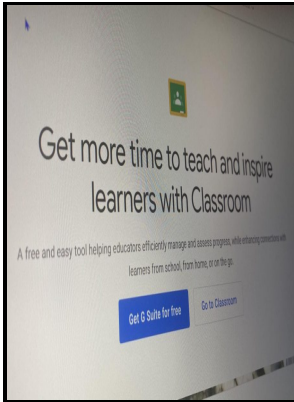 Get more time to teach and inspire
learners with Classroom
A free and easy tool helping educators efficiently manage and assess progress, while enhancing connections with
learners from school, from home, or on the go.
Get G Suite for free
Go to Classroom